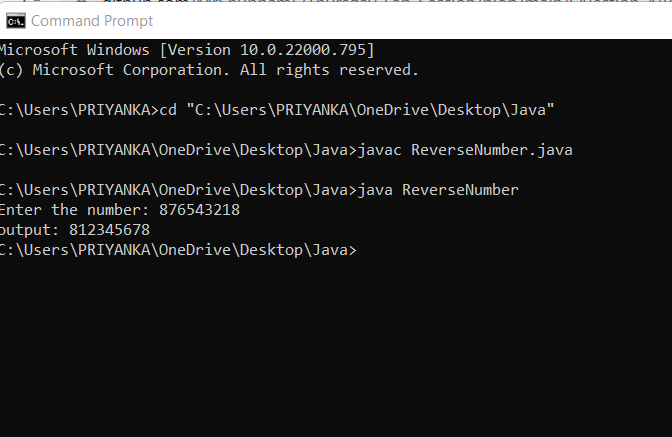 Command Prompt
Microsoft Windows [Version 10.0.22000.795]
(c) Microsoft Corporation. All rights reserved.
C:\Users\PRIYANKA>cd "C:\Users\PRIYANKA\OneDrive\Desktop\Java"
C:\Users\PRIYANKA\OneDrive\Desktop\Java>javac ReverseNumber.java
C:\Users\PRIYANKA\OneDrive\Desktop\Java>java ReverseNumber
Enter the number: 876543218
output: 812345678
C:\Users\PRIYANKA\OneDrive\Desktop\Java>